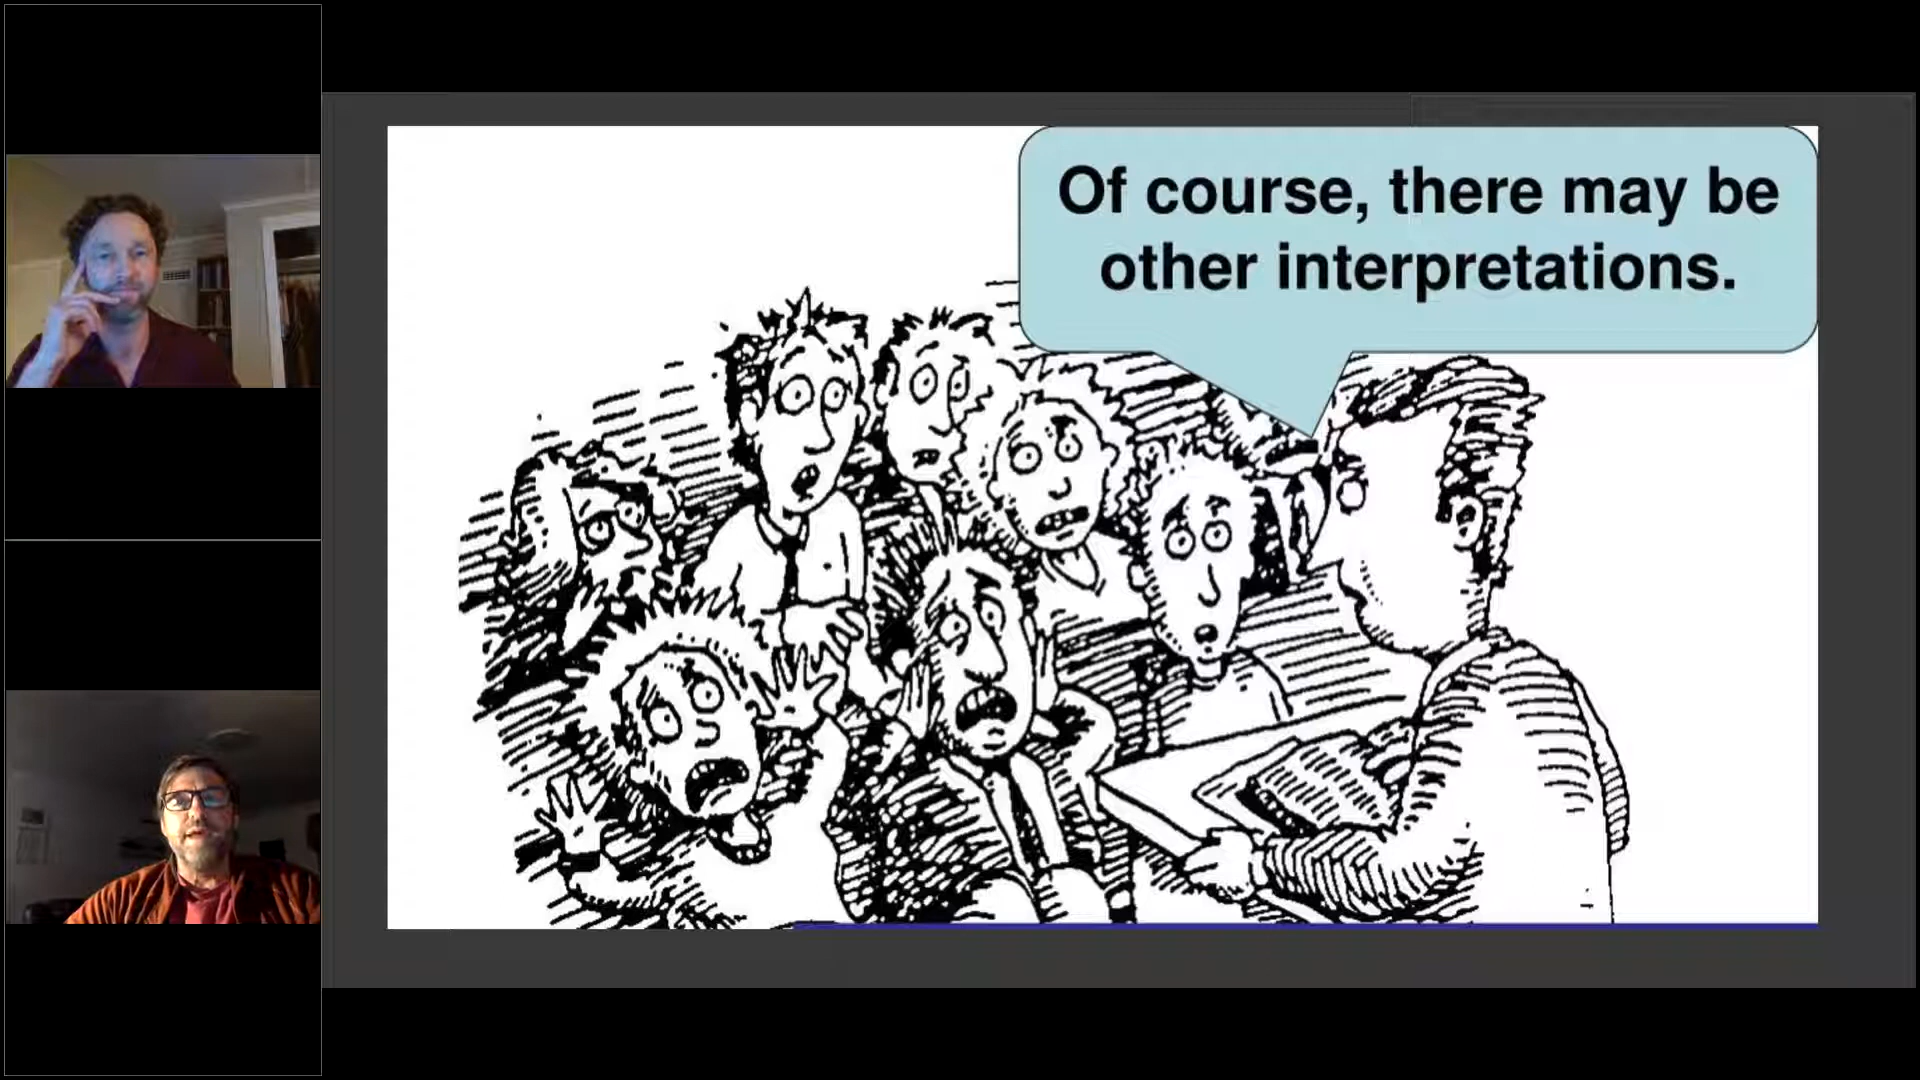 Of course, there may be
other interpretations.